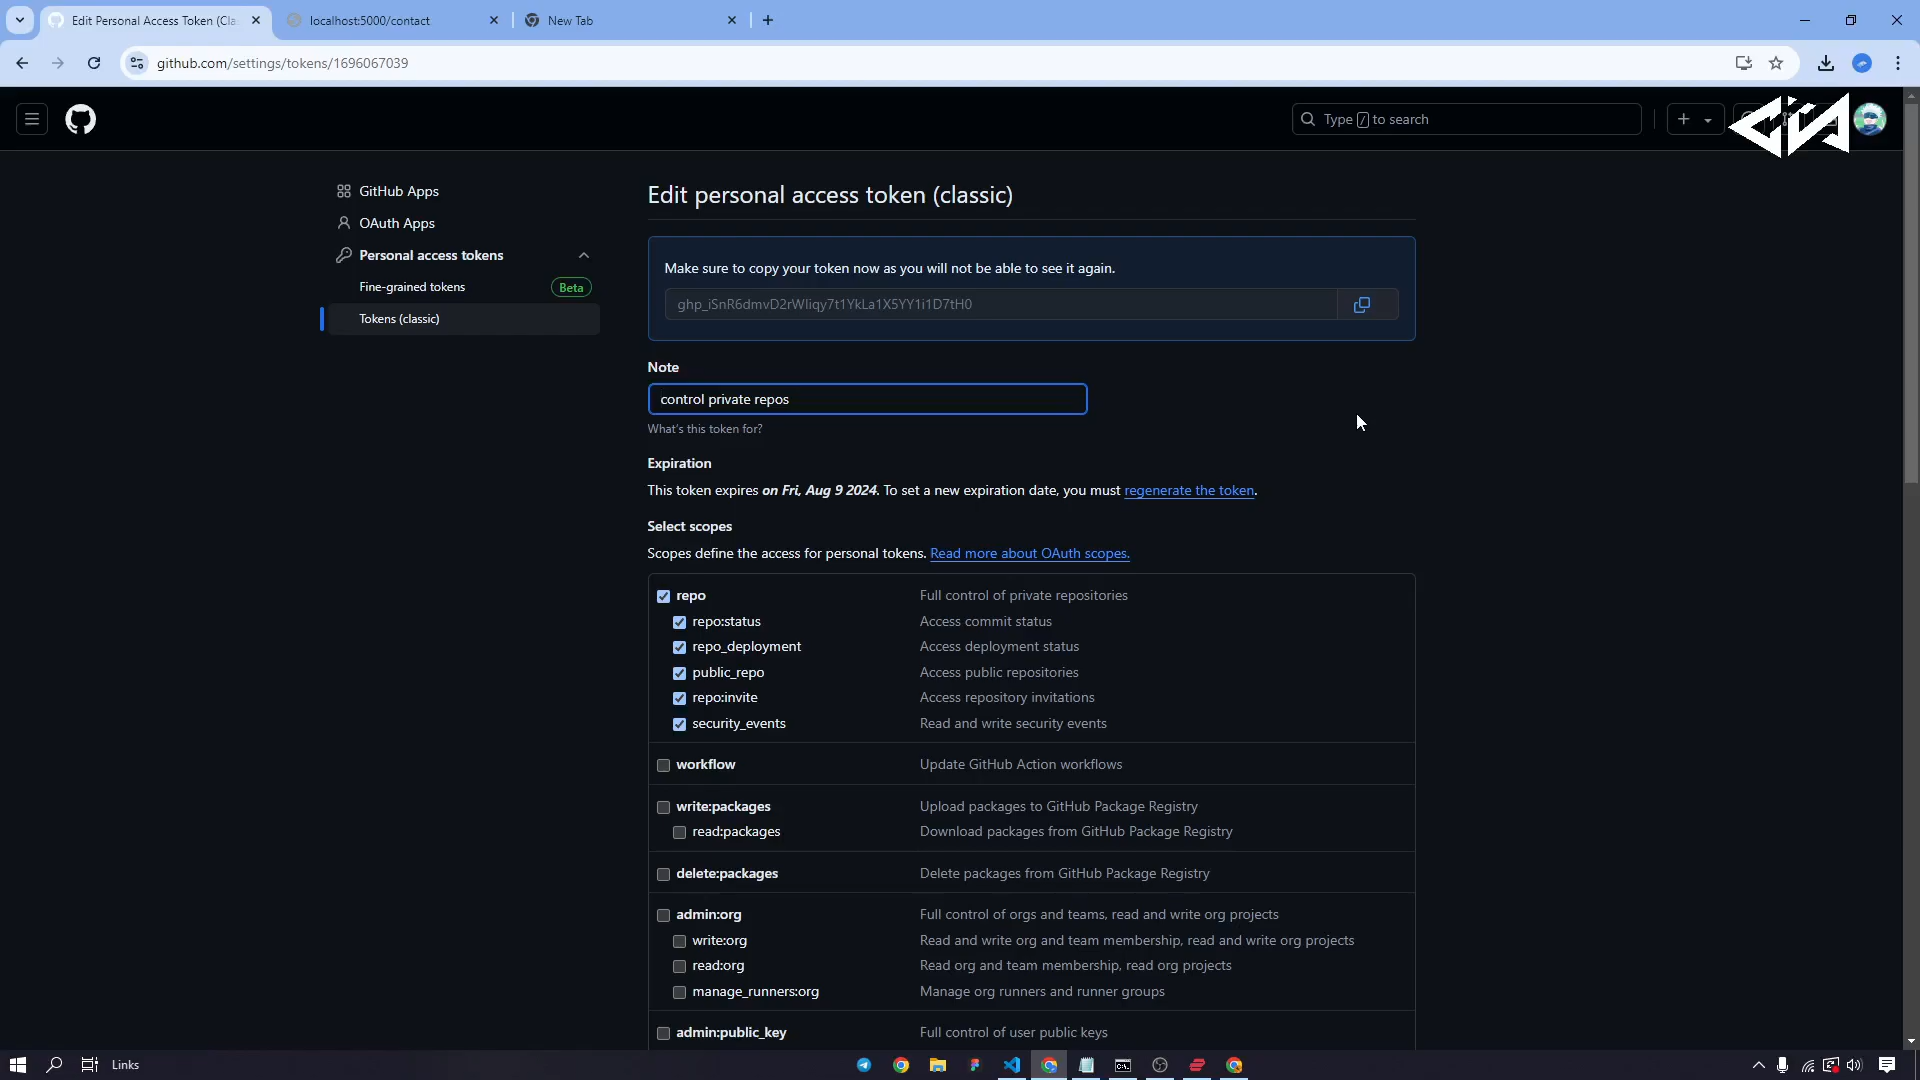 Edit Personal Access Token (Cla
localhost:5000/contact
New Tab
github.com/settings/tokens/1696067039
Type / to search
GitHub Apps
OAuth Apps
Personal access tokens
Fine-grained tokens
Beta
Tokens (classic)
Edit personal access token (classic)
Make sure to copy your token now as you will not be able to see it again.
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
Note
control private repos
What's this token for?
Expiration
This token expires on Fri, Aug 9 2024. To set a new expiration date, you must regenerate the token.
Select scopes
Scopes define the access for personal tokens. Read more about OAuth scopes.
repo Full control of private repositories
repo:status Access commit status
repo_deployment Access deployment status
public_repo Access public repositories
repo:invite Access repository invitations
security_events Read and write security events
workflow Update GitHub Action workflows
write:packages Upload packages to GitHub Package Registry
read:packages Download packages from GitHub Package Registry
delete:packages Delete packages from GitHub Package Registry
admin:org Full control of orgs and teams, read and write org projects
write:org Read and write org and team membership, read and write org projects
read:org Read org and team membership, read org projects
manage_runners:org Manage org runners and runner groups
admin:public_key Full control of user public keys
Links